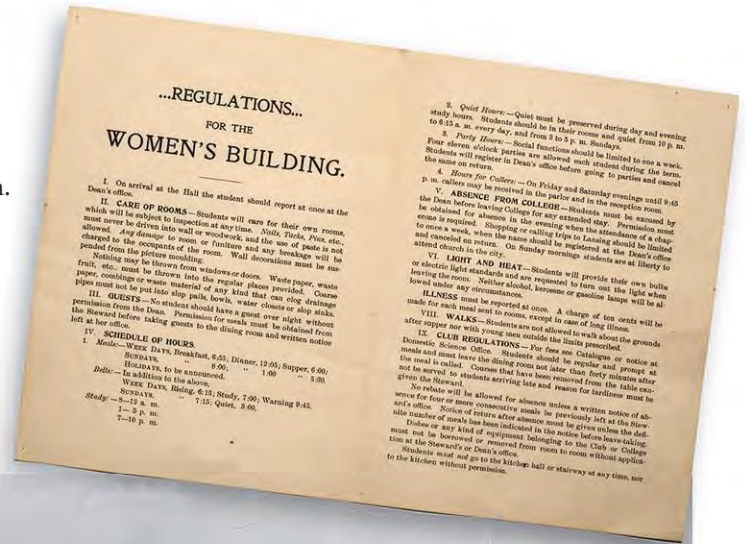 n.
...REGULATIONS...
FOR THE
WOMEN'S BUILDING.
I. On arrival at the Hall the student should report at once at the
Dean's office.
II. CARE OF ROOMS—Students will care for their own rooms,
which will be subject to inspection at any time. Nails, Tacks, Pins, etc.,
must never be driven into wall or woodwork, and the use of paste is not
allowed. Any damage to room or furniture and any breakage will be
charged to the occupants of the room. Wall decorations must be sus-
pended from the picture moulding.
Nothing may be thrown from windows or doors. Waste paper, waste
fruit, etc., must be thrown into the regular places provided. Coarse
paper, combings or waste material of any kind that can clog drainage
pipes must not be put into slop pails, bowls, water closets or slop sinks.
III. GUESTS—No student should have a guest over night without
permission from the Dean. Permission for meals must be obtained from
the Steward before taking guests to the dining room and written notice
left at her office.
IV. SCHEDULE OF HOURS.
1. Meals:—WEEK DAYS, Breakfast, 6:55; Dinner, 12:05; Supper, 6:00;
SUNDAYS, " 8:00; " 1:00 " 5:30.
HOLIDAYS, to be announced.
Bells:—In addition to the above.
WEEK DAYS, Rising, 6:15; Study, 7:00; Warning 9:45.
SUNDAYS, " 7:15; Quiet, 3:00.
Study:—8—12 a. m.
1—5 p. m.
7—10 p. m.
2. Quiet Hours:—Quiet must be preserved during day and evening
study hours. Students should be in their rooms and quiet from 10 p. m.
to 6:15 a. m. every day, and from 3 to 5 p. m. Sundays.
3. Party Hours:—Social functions should be limited to one a week.
Four eleven o'clock parties are allowed each student during the term.
Students will register in Dean's office before going to parties and cancel
the same on return.
4. Hours for Callers:—On Friday and Saturday evenings until 9:45
p. m. callers may be received in the parlor and in the reception room.
V. ABSENCE FROM COLLEGE—Students must be excused by
the Dean before leaving College for any extended stay. Permission must
be obtained for absence in the evening when the attendance of a chap-
erone is required. Shopping or calling trips to Lansing should be limited
to once a week, when the name should be registered at the Dean's office
and canceled on return. On Sunday mornings students are at liberty to
attend church in the city.
VI. LIGHT AND HEAT—Students will provide their own bulbs
or electric light standards and are requested to turn out the light when
leaving the room. Neither alcohol, kerosene or gasoline lamps will be al-
lowed under any circumstances.
ILLNESS must be reported at once. A charge of ten cents will be
made for each meal sent to rooms, except in case of long illness.
VIII. WALKS—Students are not allowed to walk about the grounds
after supper nor with young men outside the limits prescribed.
IX. CLUB REGULATIONS—For fees see Catalogue or notice at
Domestic Science Office. Students should be regular and prompt at
meals and must leave the dining room not later than forty minutes after
the meal is called. Courses that have been removed from the table can-
not be served to students arriving late and reason for tardiness must be
given the Steward.
No rebate will be allowed for absence unless a written notice of ab-
sence for four or more consecutive meals be previously left at the Stew-
ard's office. Notice of return after absence must be given unless the defi-
nite number of meals has been indicated in the notice before leave-taking.
Dishes or any kind of equipment belonging to the Club or College
must not be borrowed or removed from room to room without applica-
tion at the Steward's or Dean's office.
Students must not go to the kitchen hall or stairway at any time, nor
to the kitchen without permission.